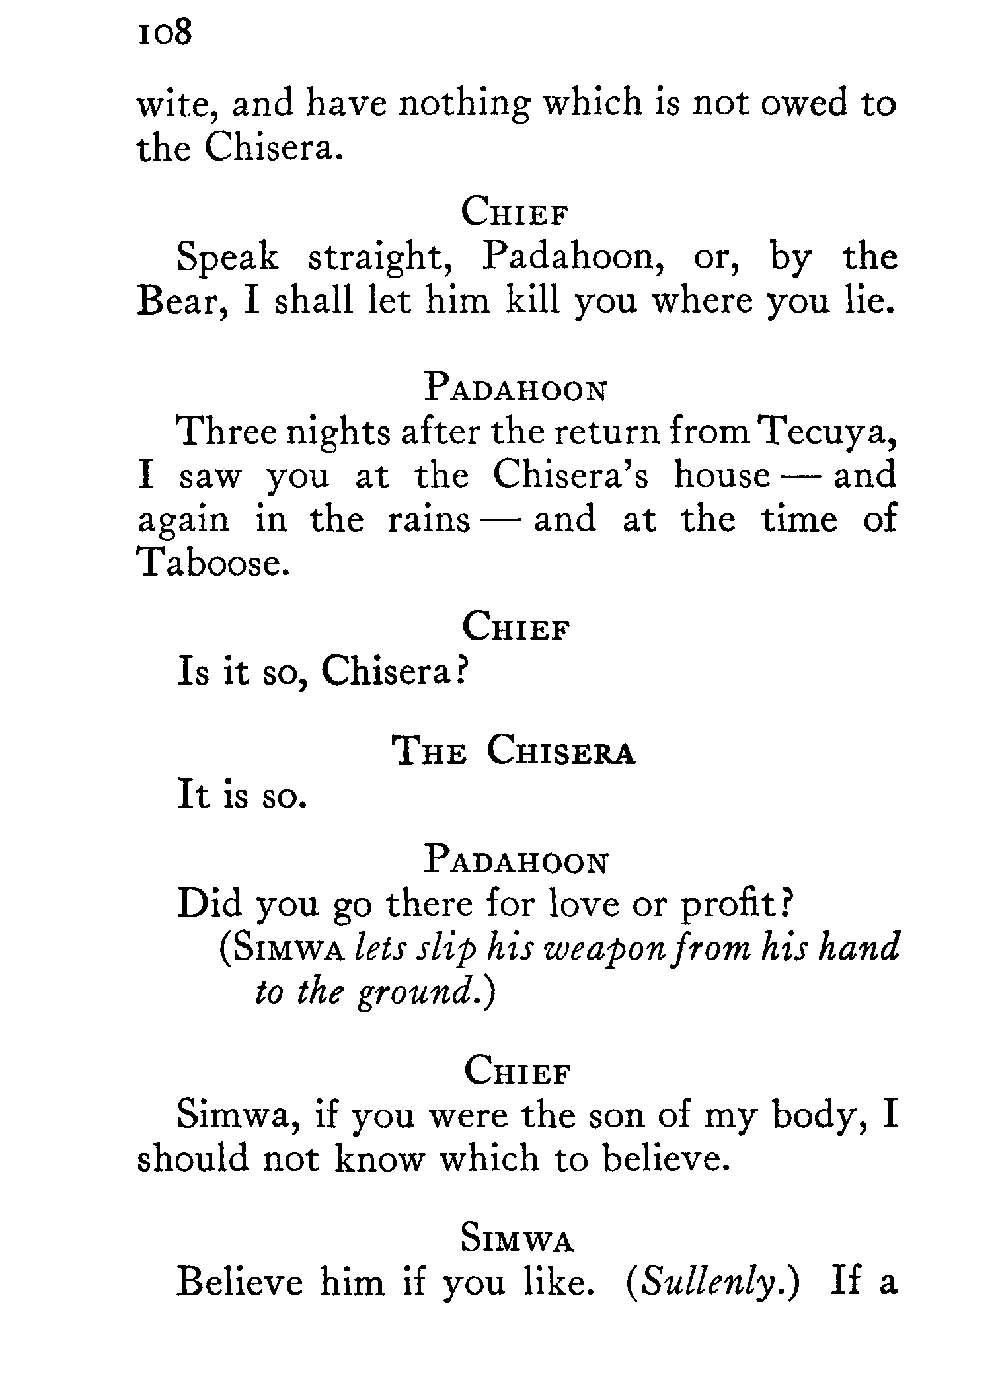 108
wite, and have nothing which is not owed to
the Chisera.
CHIEF
Speak straight, Padahoon, or, by the
Bear, I shall let him kill you where you lie.
PADAHOON
Three nights after the return from Tecuya,
I saw you at the Chisera's house — and
again in the rains — and at the time of
Taboose.
CHIEF
Is it so, Chisera?
THE CHISERA
It is so.
PADAHOON
Did you go there for love or profit?
(SIMWA lets slip his weapon from his hand
to the ground.)
CHIEF
Simwa, if you were the son of my body, I
should not know which to believe.
SIMWA
Believe him if you like. (Sullenly.) If a